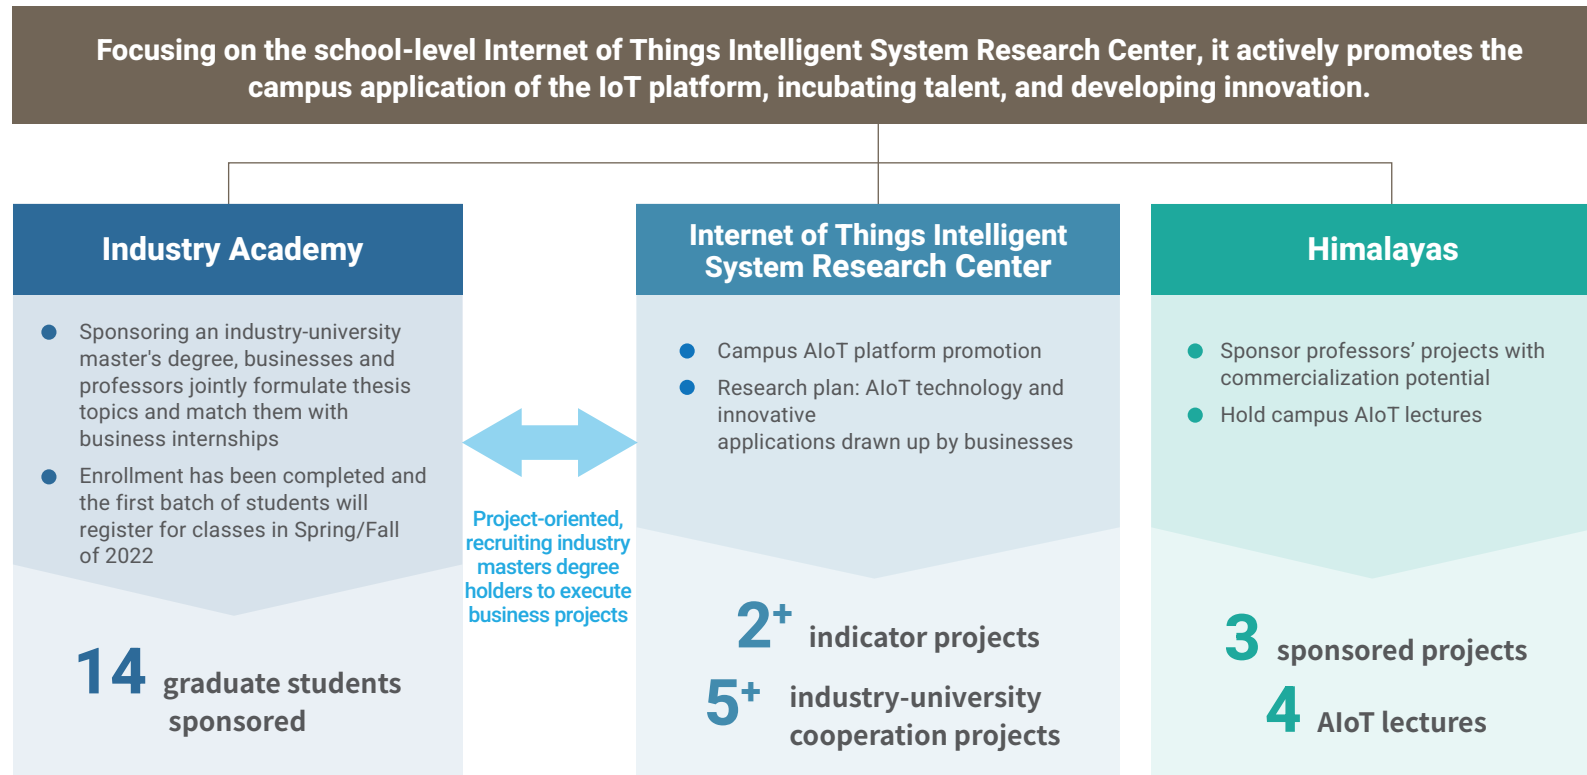 Focusing on the school-level Internet of Things Intelligent System Research Center, it actively promotes the
campus application of the IoT platform, incubating talent, and developing innovation.
Industry Academy
● Sponsoring an industry-university
master's degree, businesses and
professors jointly formulate thesis
topics and match them with
business internships
● Enrollment has been completed and
the first batch of students will
register for classes in Spring/Fall
of 2022
14 graduate students
sponsored
Project-oriented,
recruiting industry
masters degree
holders to execute
business projects
Internet of Things Intelligent
System Research Center
● Campus AIoT platform promotion
● Research plan: AIoT technology and
innovative
applications drawn up by businesses
2+ indicator projects
5+ industry-university
cooperation projects
Himalayas
● Sponsor professors’ projects with
commercialization potential
● Hold campus AIoT lectures
3 sponsored projects
4 AIoT lectures